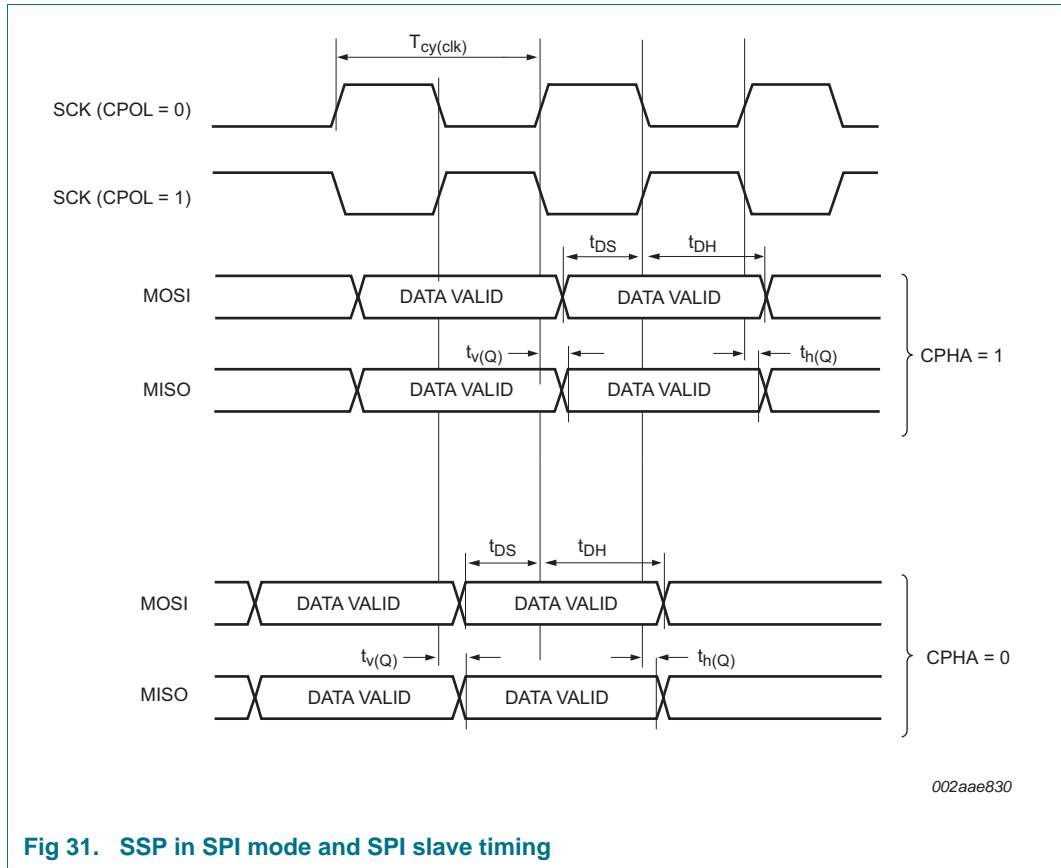 Tcy(clk)
SCK (CPOL = 0)
SCK (CPOL = 1)
tDS tDH
MOSI DATA VALID DATA VALID
tv(Q) th(Q) CPHA = 1
MISO DATA VALID DATA VALID
tDS tDH
MOSI DATA VALID DATA VALID
tv(Q) th(Q) CPHA = 0
MISO DATA VALID DATA VALID
002aae830
Fig 31. SSP in SPI mode and SPI slave timing